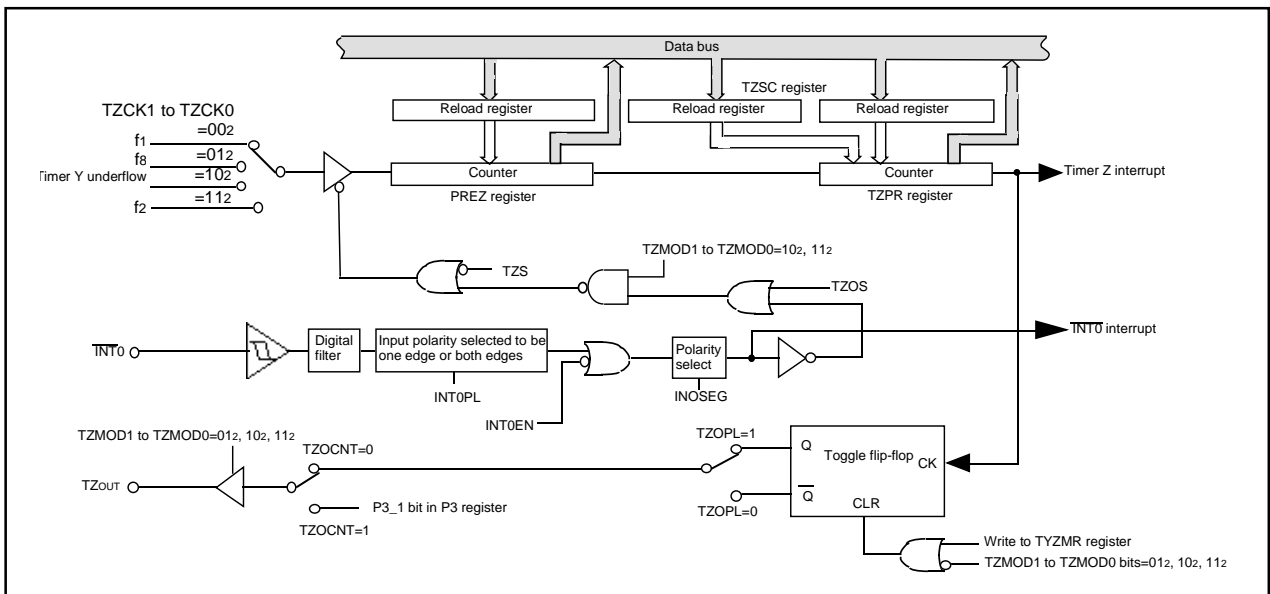 Data bus
TZSC register
Reload register
Reload register
Reload register
TZCK1 to TZCK0
=002
f1
=012
f8
=102
Timer Y underflow
=112
f2
Counter
Counter
Timer Z interrupt
PREZ register
TZPR register
TZMOD1 to TZMOD0=102, 112
TZS
TZOS
INT0
Digital
filter
Input polarity selected to be
one edge or both edges
Polarity
select
INT0 interrupt
INT0PL
INOSEG
INT0EN
TZMOD1 to TZMOD0=012, 102, 112
TZOCNT=0
TZOPL=1
Q
Toggle flip-flop
CK
TZOUT
P3_1 bit in P3 register
TZOCNT=1
TZOPL=0
Q
CLR
Write to TYZMR register
TZMOD1 to TZMOD0 bits=012, 102, 112